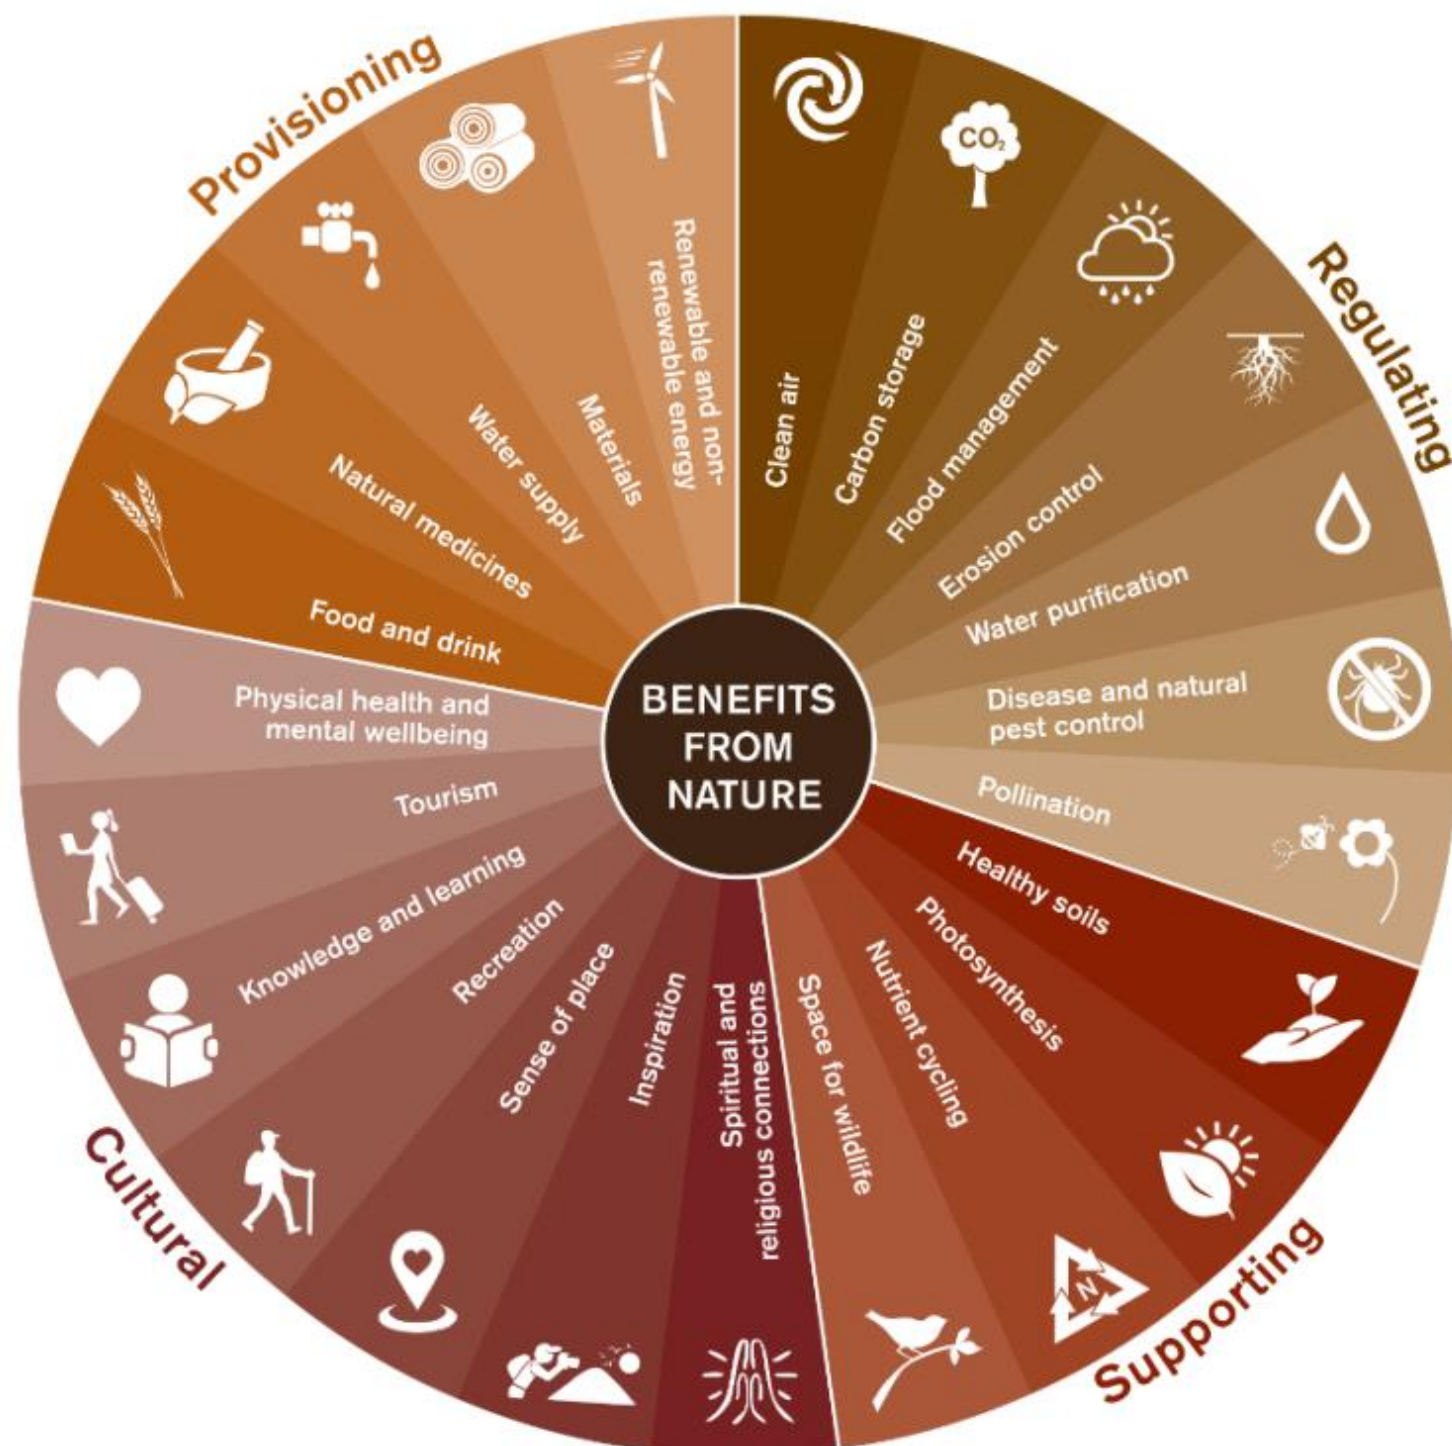 BENEFITS
FROM
NATURE
Regulating
Clean air
CO₂
Carbon storage
Flood management
Erosion control
Water purification
Disease and natural
pest control
Pollination
Supporting
Healthy soils
Photosynthesis
Nutrient cycling
N
Space for wildlife
Cultural
Spiritual and
religious connections
Inspiration
Sense of place
Recreation
Knowledge and learning
Tourism
Physical health and
mental wellbeing
Provisioning
Food and drink
Natural medicines
Water supply
Materials
Renewable and non-
renewable energy